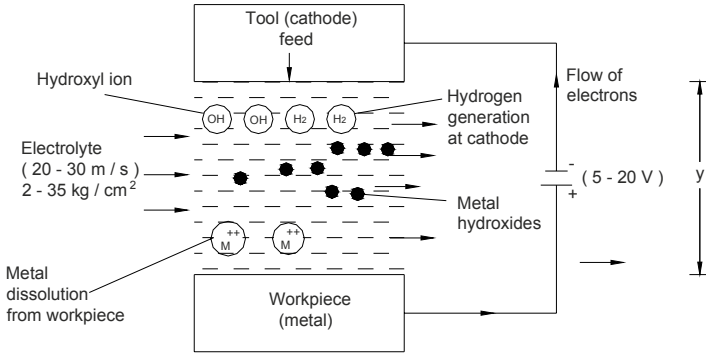 Tool (cathode)
feed
Hydroxyl ion
OH OH H2 H2
Hydrogen
generation
at cathode
Flow of
electrons
Electrolyte
( 20 - 30 m / s )
2 - 35 kg / cm2
-
+
( 5 - 20 V )
y
Metal
hydroxides
M++ M++
Metal
dissolution
from workpiece
Workpiece
(metal)